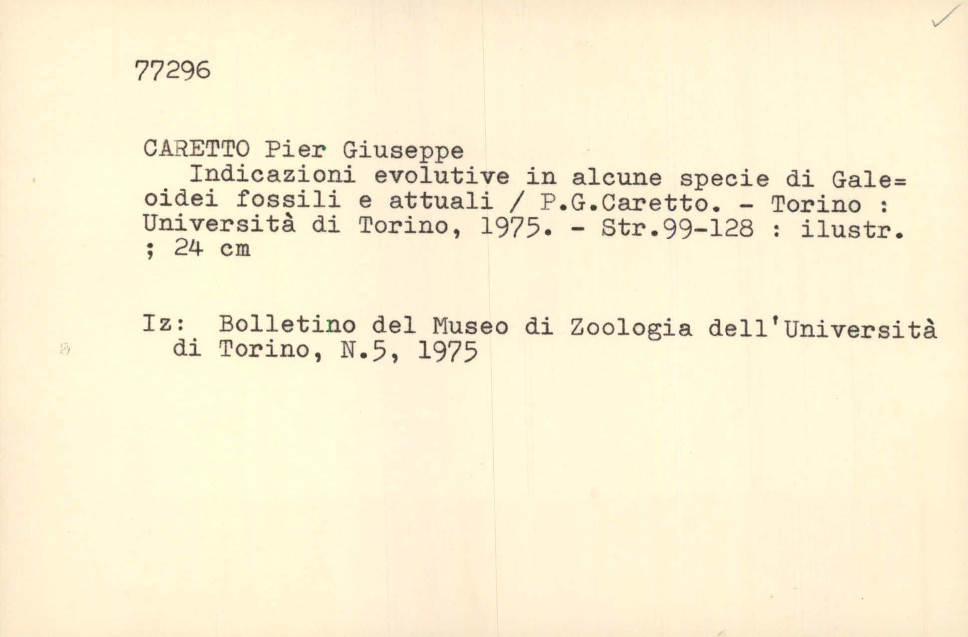 77296
CARETTO Pier Giuseppe
Indicazioni evolutive in alcune specie di Gale=
oidei fossili e attuali / P.G.Caretto. - Torino :
Università di Torino, 1975. - Str.99-128 : ilustr.
; 24 cm
Iz: Bolletino del Museo di Zoologia dell'Università
di Torino, N.5, 1975